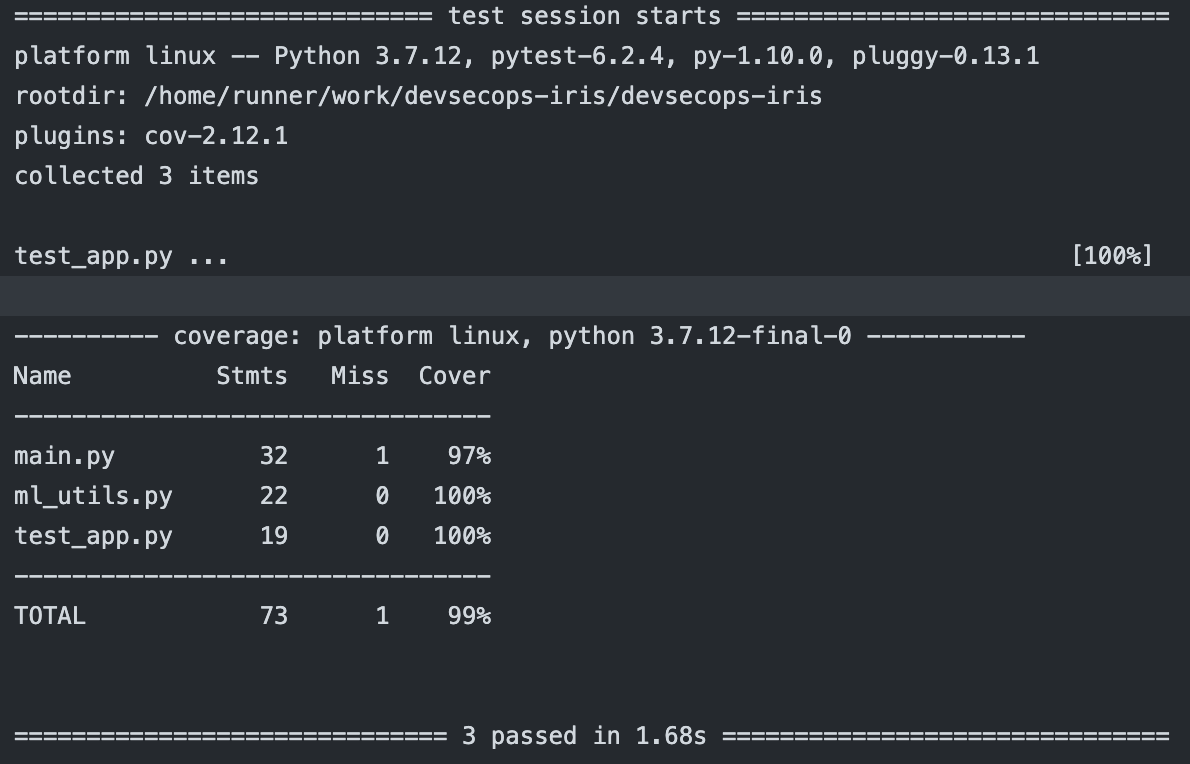 ============================= test session starts ==============================
platform linux -- Python 3.7.12, pytest-6.2.4, py-1.10.0, pluggy-0.13.1
rootdir: /home/runner/work/devsecops-iris/devsecops-iris
plugins: cov-2.12.1
collected 3 items
test_app.py ... [100%]
---------- coverage: platform linux, python 3.7.12-final-0 -----------
Name Stmts Miss Cover
---------------------------------
main.py 32 1 97%
ml_utils.py 22 0 100%
test_app.py 19 0 100%
---------------------------------
TOTAL 73 1 99%
============================== 3 passed in 1.68s ===============================